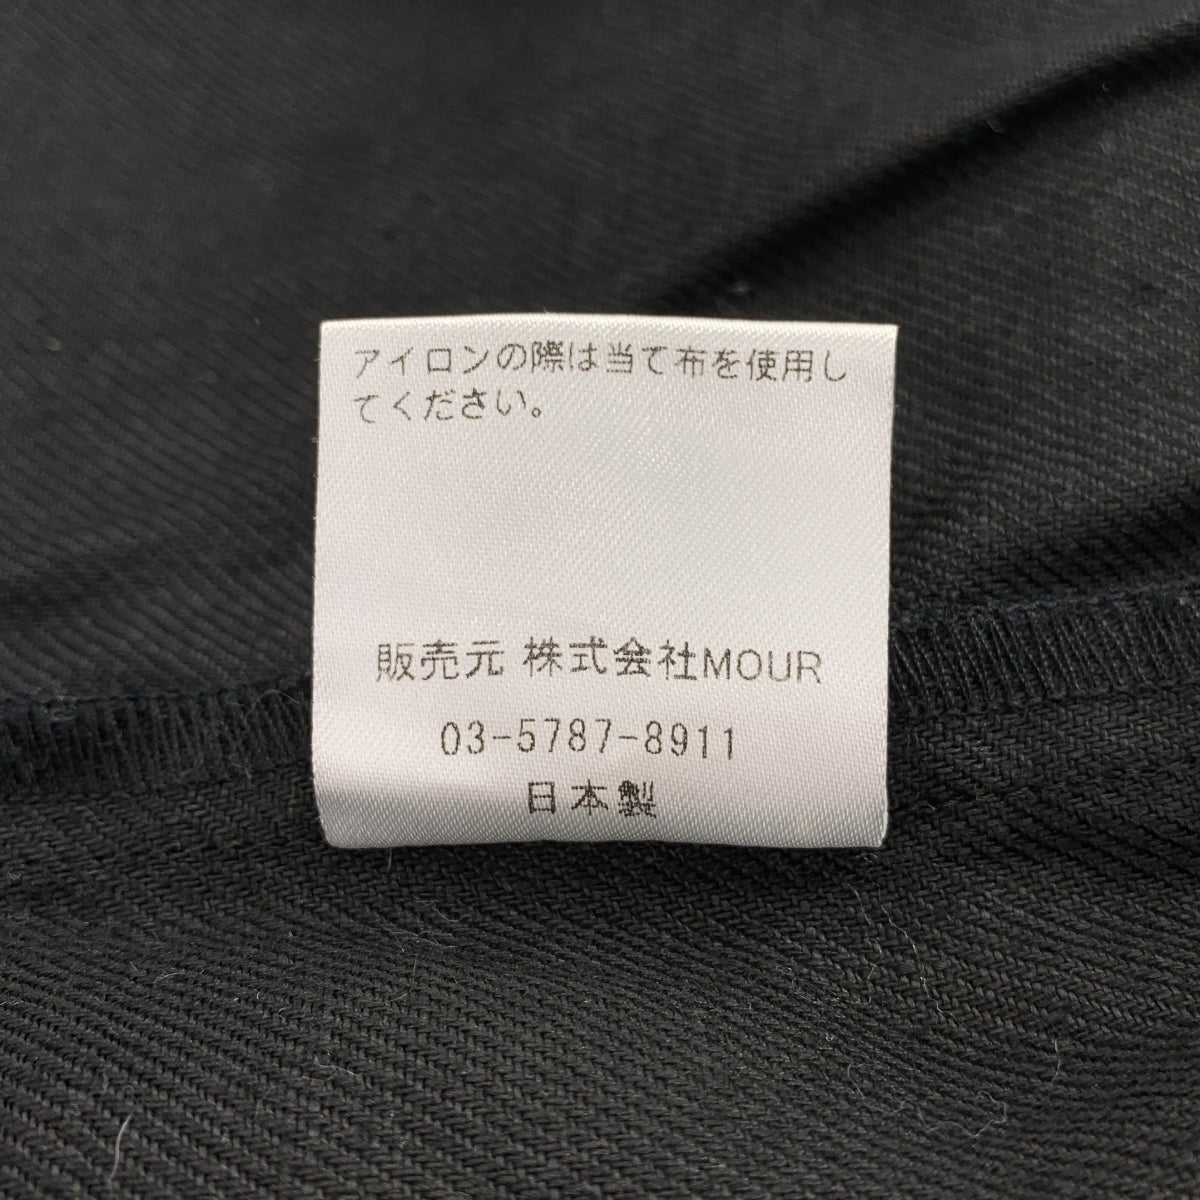 アイロンの際は当て布を使用し
てください。
販売元 株式会社MOUR
03-5787-8911
日本製